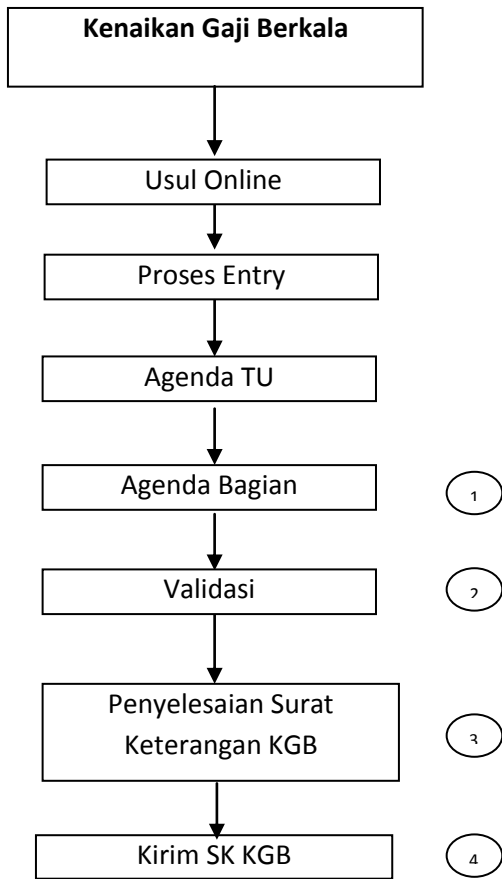 Kenaikan Gaji Berkala
Usul Online
Proses Entry
Agenda TU
Agenda Bagian
1
Validasi
2
Penyelesaian Surat
Keterangan KGB
3
Kirim SK KGB
4